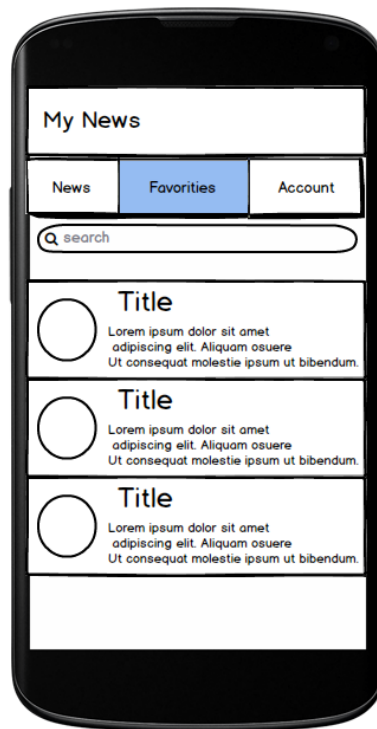 My News
News
Favorities
Account
search
Title
Lorem ipsum dolor sit amet
adipiscing elit. Aliquam osuere
Ut consequat molestie ipsum ut bibendum.
Title
Lorem ipsum dolor sit amet
adipiscing elit. Aliquam osuere
Ut consequat molestie ipsum ut bibendum.
Title
Lorem ipsum dolor sit amet
adipiscing elit. Aliquam osuere
Ut consequat molestie ipsum ut bibendum.